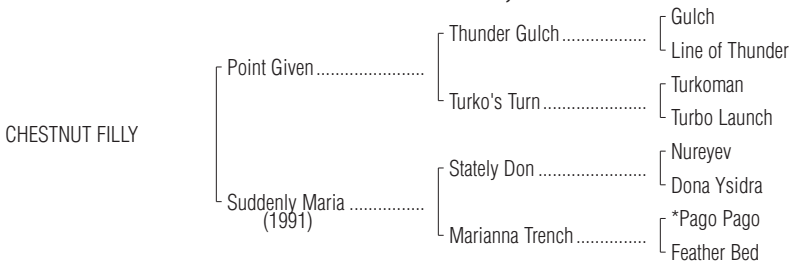 Gulch
Thunder Gulch...................
Line of Thunder
Point Given........................
Turkoman
Turko's Turn.......................
Turbo Launch
CHESTNUT FILLY
Nureyev
Stately Don ........................
Dona Ysidra
Suddenly Maria .................
(1991)
*Pago Pago
Marianna Trench................
Feather Bed